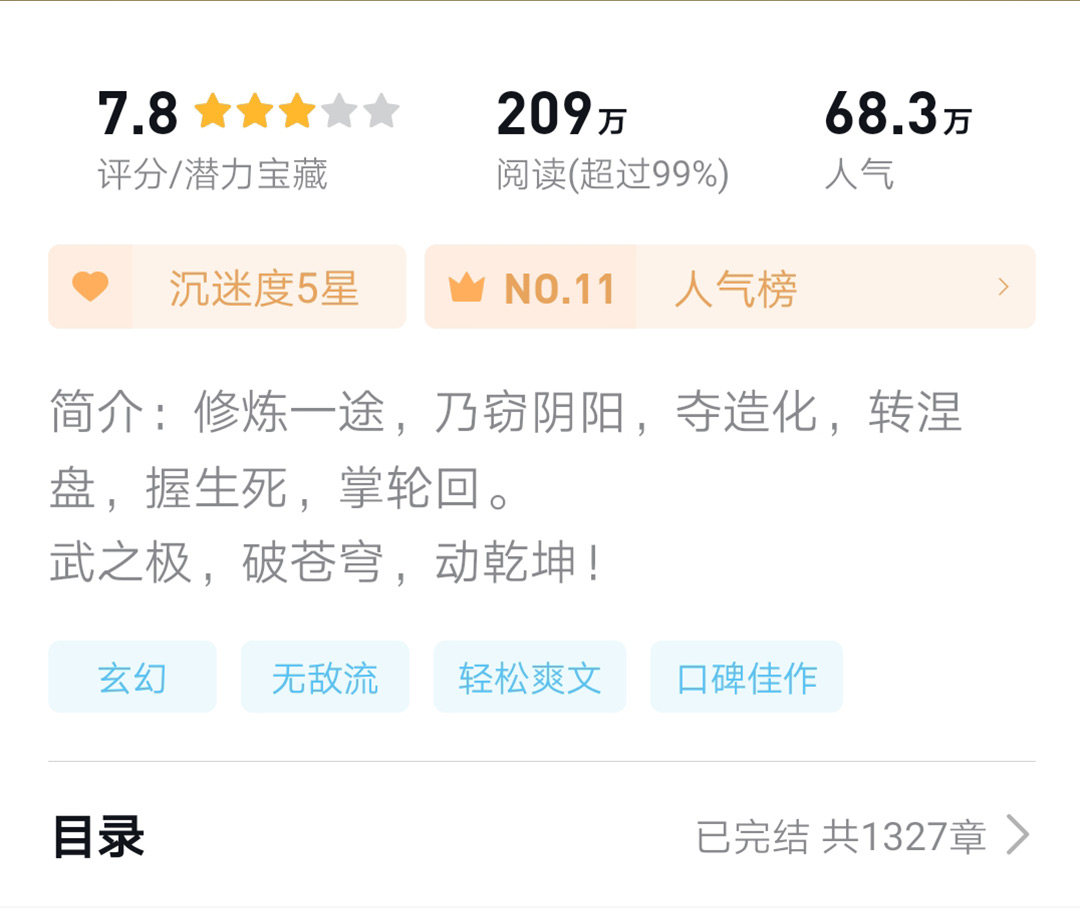 7.8 209万 68.3万
评分/潜力宝藏 阅读(超过99%) 人气
沉迷度5星 NO.11 人气榜
简介：修炼一途，乃窃阴阳，夺造化，转涅
盘，握生死，掌轮回。
武之极，破苍穹，动乾坤！
玄幻 无敌流 轻松爽文 口碑佳作
目录 已完结 共1327章